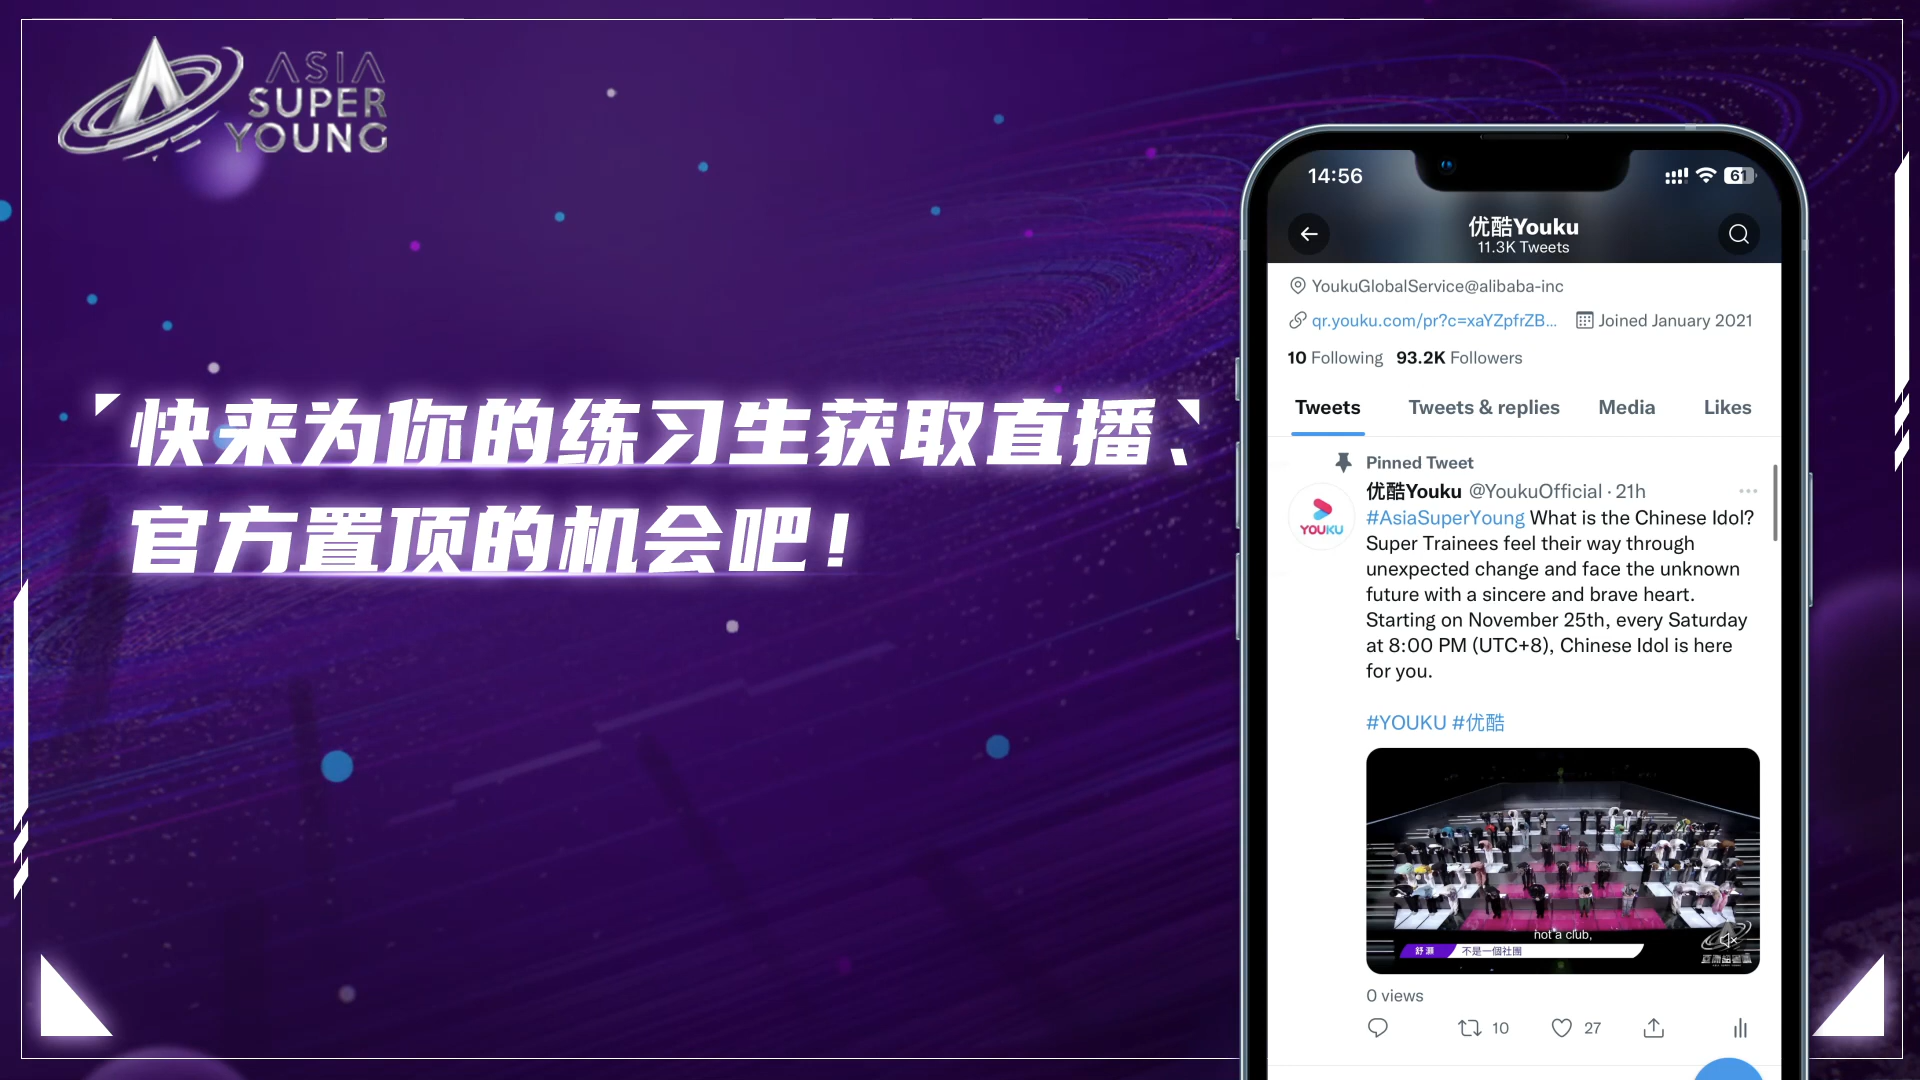 ASIA
SUPER
YOUNG
快来为你的练习生获取直播、
官方置顶的机会吧！
14:56
61
优酷Youku
11.3K Tweets
YoukuGlobalService@alibaba-inc
qr.youku.com/pr?c=xaYZpfrZB...
Joined January 2021
10 Following 93.2K Followers
Tweets Tweets & replies Media Likes
Pinned Tweet
优酷Youku @YoukuOfficial · 21h
YOUKU
#AsiaSuperYoung What is the Chinese Idol?
Super Trainees feel their way through
unexpected change and face the unknown
future with a sincere and brave heart.
Starting on November 25th, every Saturday
at 8:00 PM (UTC+8), Chinese Idol is here
for you.
#YOUKU #优酷
not a club,
不是一個社團
0 views
10 27